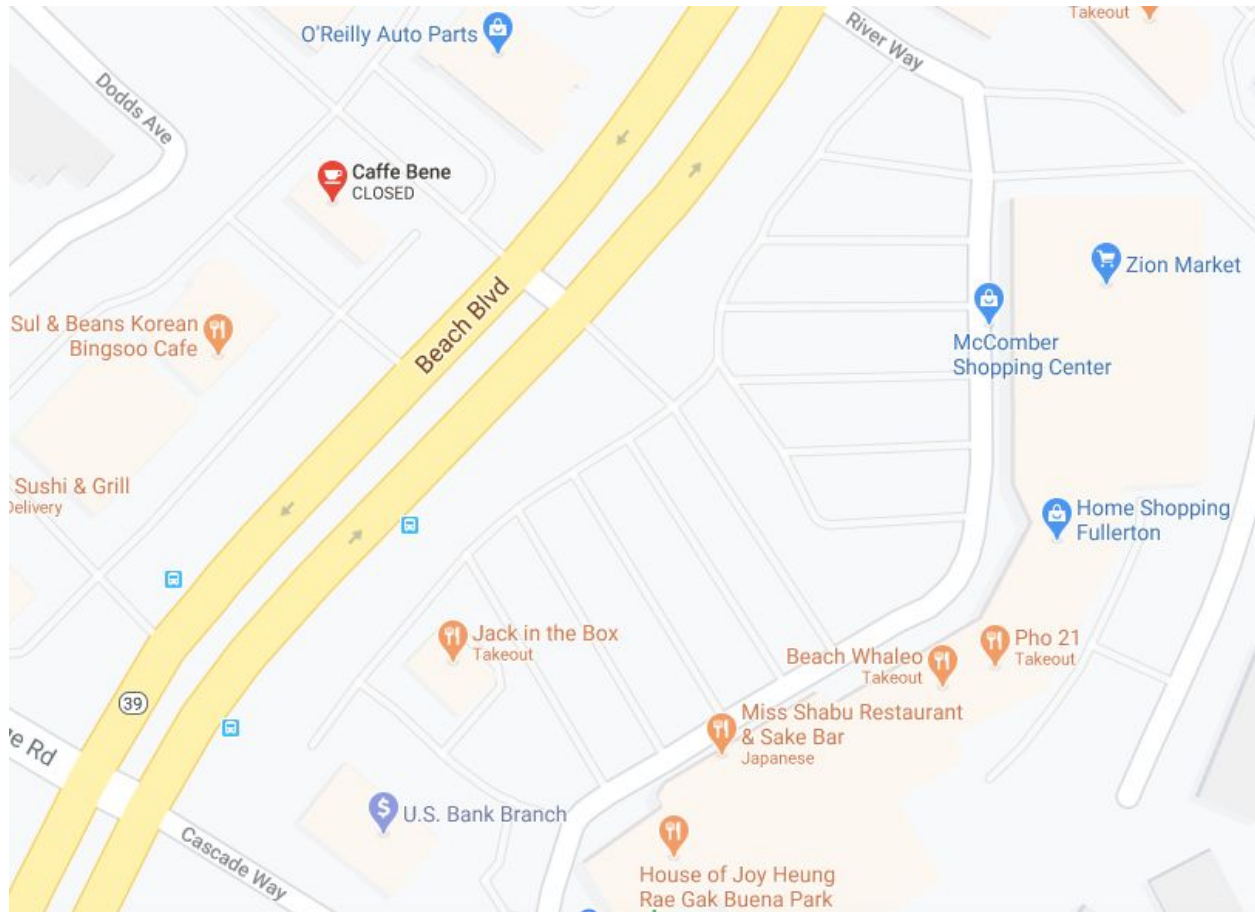 Takeout
O'Reilly Auto Parts
River Way
Dodds Ave
Caffe Bene
CLOSED
Zion Market
Beach Blvd
Sul & Beans Korean
Bingsoo Cafe
McComber
Shopping Center
Sushi & Grill
Delivery
Home Shopping
Fullerton
Jack in the Box
Takeout
Pho 21
Takeout
Beach Whaleo
Takeout
39
Miss Shabu Restaurant
& Sake Bar
Japanese
Rd
U.S. Bank Branch
Cascade Way
House of Joy Heung
Rae Gak Buena Park